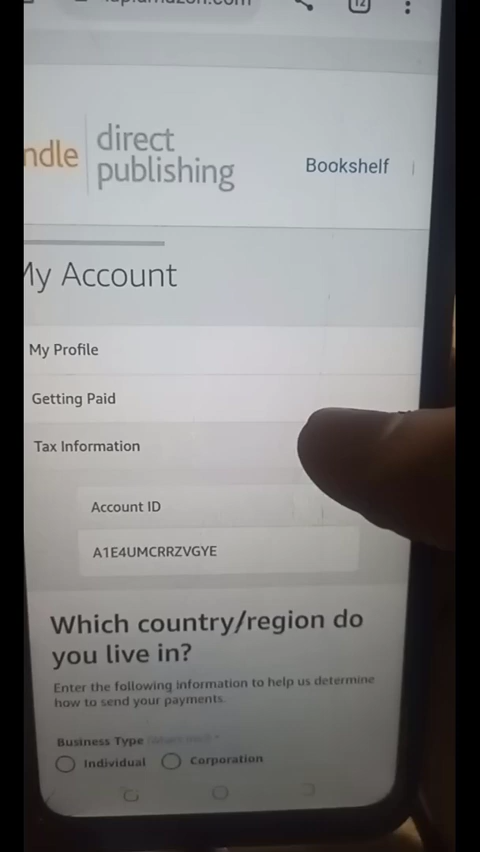 12
ndle
direct
publishing
Bookshelf
My Account
My Profile
Getting Paid
Tax Information
Account ID
A1E4UMCRRZVGYE
Which country/region do
you live in?
Enter the following information to help us determine
how to send your payments.
Business Type
Individual
Corporation